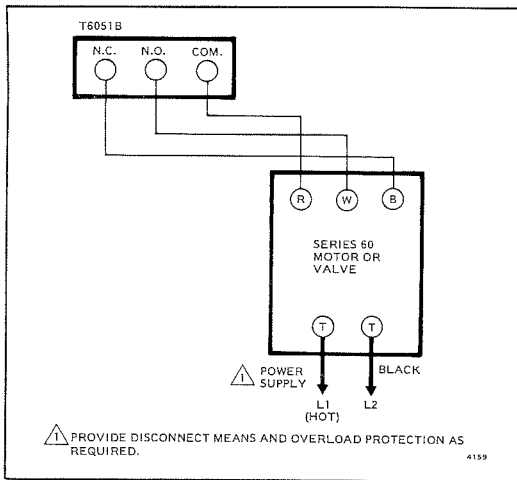 T6051B
N.C. N.O. COM.
R W B
SERIES 60
MOTOR OR
VALVE
T T
1 POWER
SUPPLY
BLACK
L1
(HOT)
L2
1 PROVIDE DISCONNECT MEANS AND OVERLOAD PROTECTION AS
REQUIRED.
4159